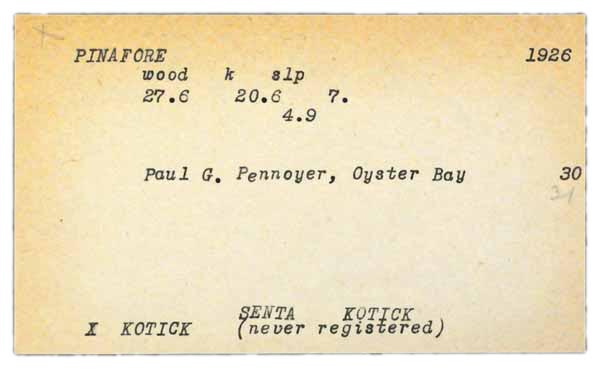 PINAFORE 1926
wood k slp
27.6 20.6 7.
4.9
Paul G. Pennoyer, Oyster Bay 30
31
SENTA KOTICK
X KOTICK (never registered)